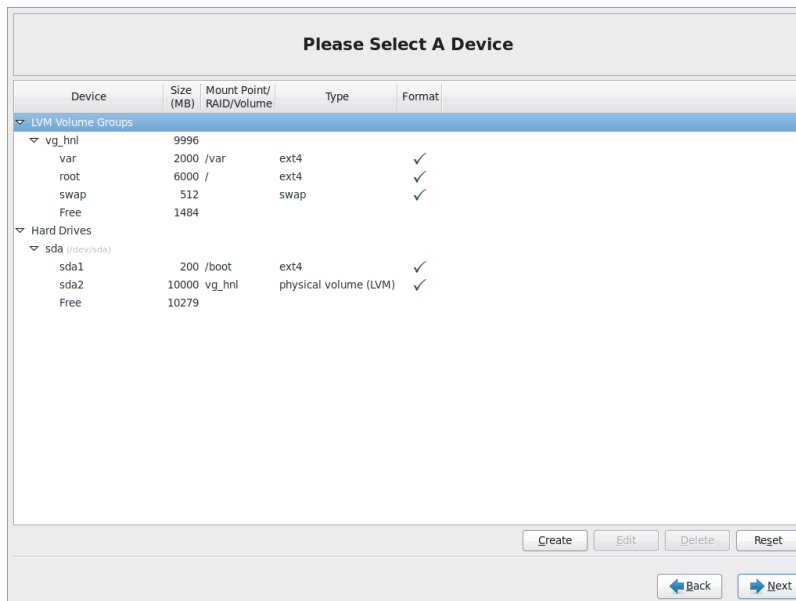 Please Select A Device
Device Size (MB) Mount Point/ RAID/Volume Type Format
LVM Volume Groups
vg_hnl 9996
var 2000 /var ext4
root 6000 / ext4
swap 512 swap
Free 1484
Hard Drives
sda (/dev/sda)
sda1 200 /boot ext4
sda2 10000 vg_hnl physical volume (LVM)
Free 10279
Create Edit Delete Reset
Back Next